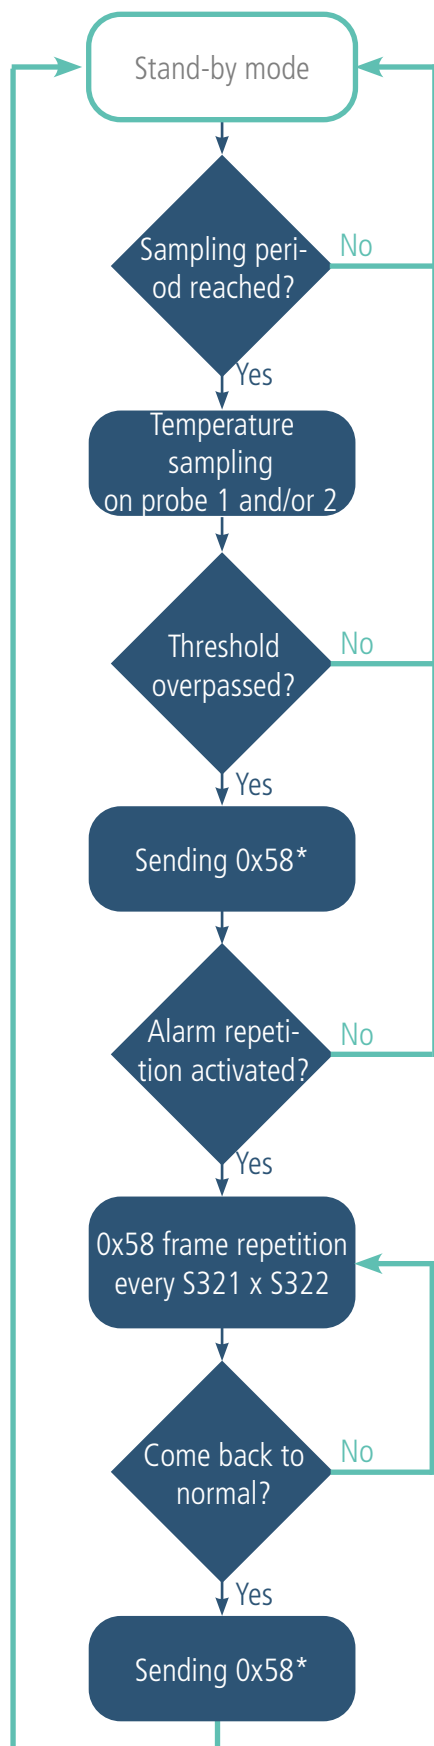 Stand-by mode
Sampling peri-
od reached?
No
Yes
Temperature
sampling
on probe 1 and/or 2
Threshold
overpassed?
No
Yes
Sending 0x58*
Alarm repeti-
tion activated?
No
Yes
0x58 frame repetition
every S321 x S322
Come back to
normal?
No
Yes
Sending 0x58*